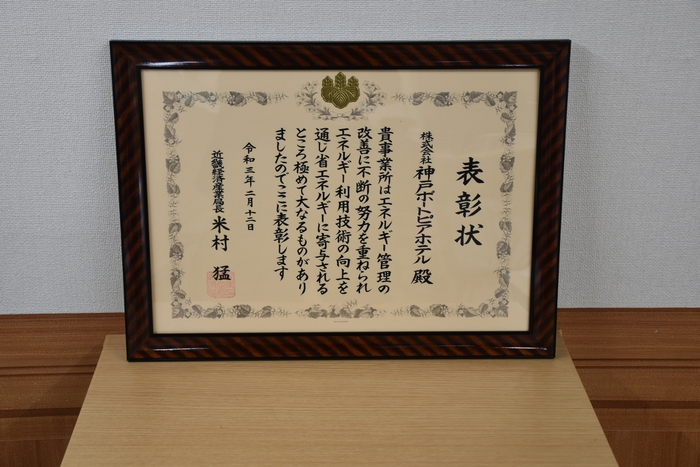 表彰状
株式会社 神戸ポートピアホテル 殿
貴事業所はエネルギー管理の
改善に不断の努力を重ねられ
エネルギー利用技術の向上を
通じ省エネルギーに寄与される
ところ極めて大なるものがあり
ましたのでここに表彰します
令和三年二月十二日
近畿経済産業局長 米村 猛